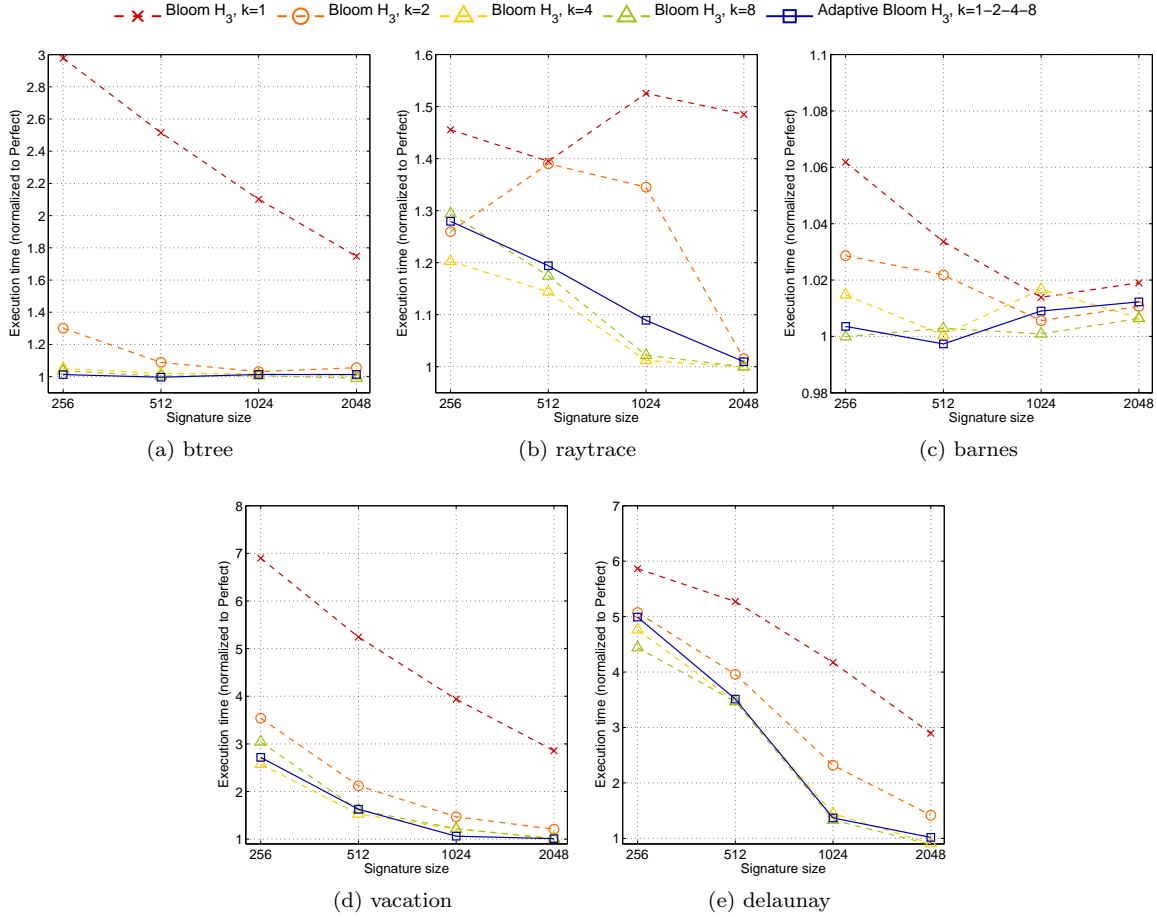 Bloom H3, k=1 Bloom H3, k=2 Bloom H3, k=4 Bloom H3, k=8 Adaptive Bloom H3, k=1−2−4−8
Execution time (normalized to Perfect)
3
2.8
2.6
2.4
2.2
2
1.8
1.6
1.4
1.2
1
256 512 1024 2048
Signature size
(a) btree
Execution time (normalized to Perfect)
1.6
1.5
1.4
1.3
1.2
1.1
1
256 512 1024 2048
Signature size
(b) raytrace
Execution time (normalized to Perfect)
1.1
1.08
1.06
1.04
1.02
1
0.98
256 512 1024 2048
Signature size
(c) barnes
Execution time (normalized to Perfect)
8
7
6
5
4
3
2
1
256 512 1024 2048
Signature size
(d) vacation
Execution time (normalized to Perfect)
7
6
5
4
3
2
1
256 512 1024 2048
Signature size
(e) delaunay